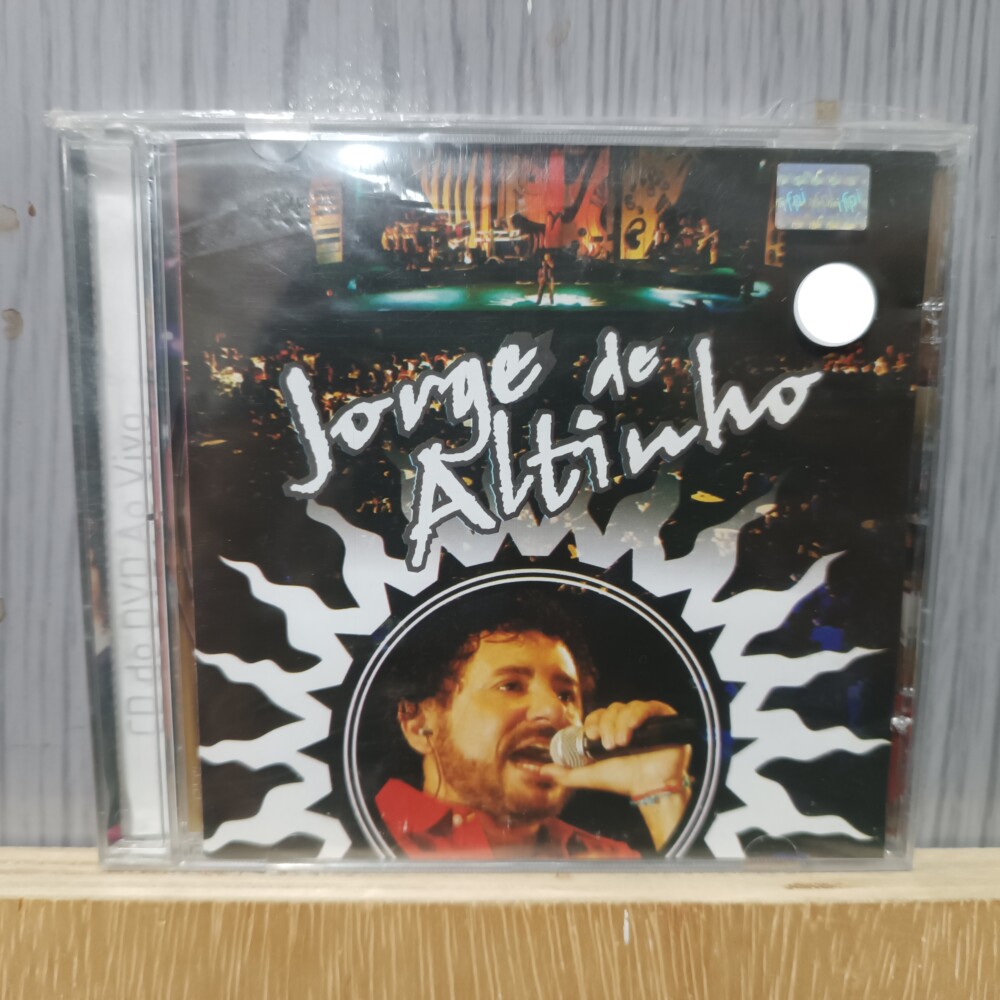 Jorge de
Altinho
CD do DVD Ao Vivo